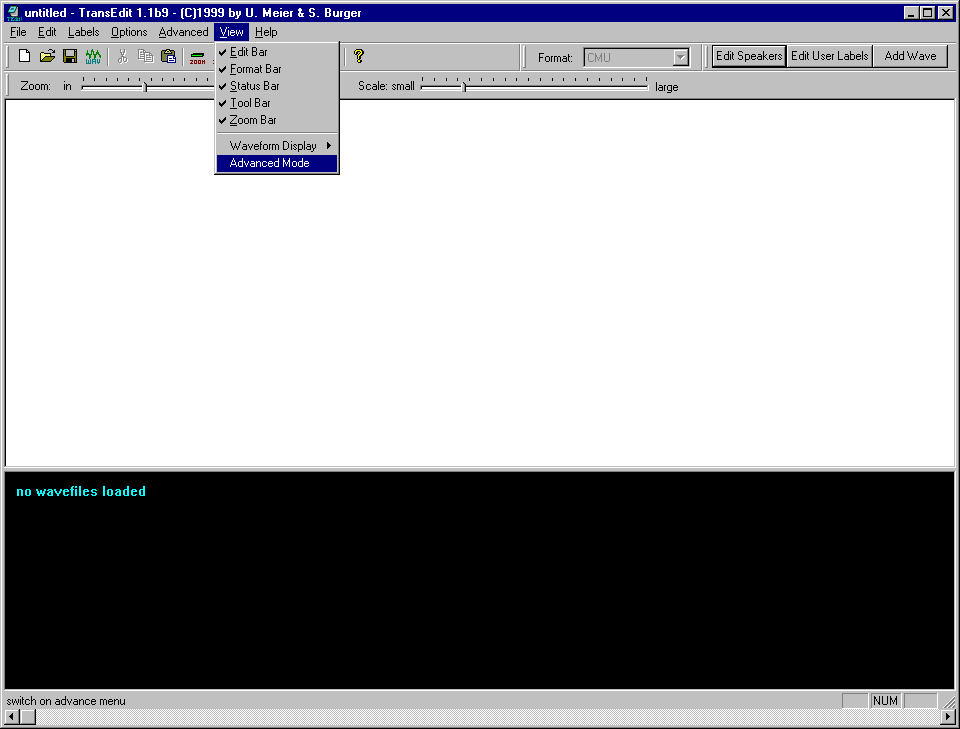 untitled - TransEdit 1.1b9 - (C)1999 by U. Meier & S. Burger
File Edit Labels Options Advanced View Help
WAV ZOOM Format: CMU Edit Speakers Edit User Labels Add Wave
Zoom: in Scale: small large
Edit Bar
Format Bar
Status Bar
Tool Bar
Zoom Bar
Waveform Display
Advanced Mode
no wavefiles loaded
switch on advance menu NUM